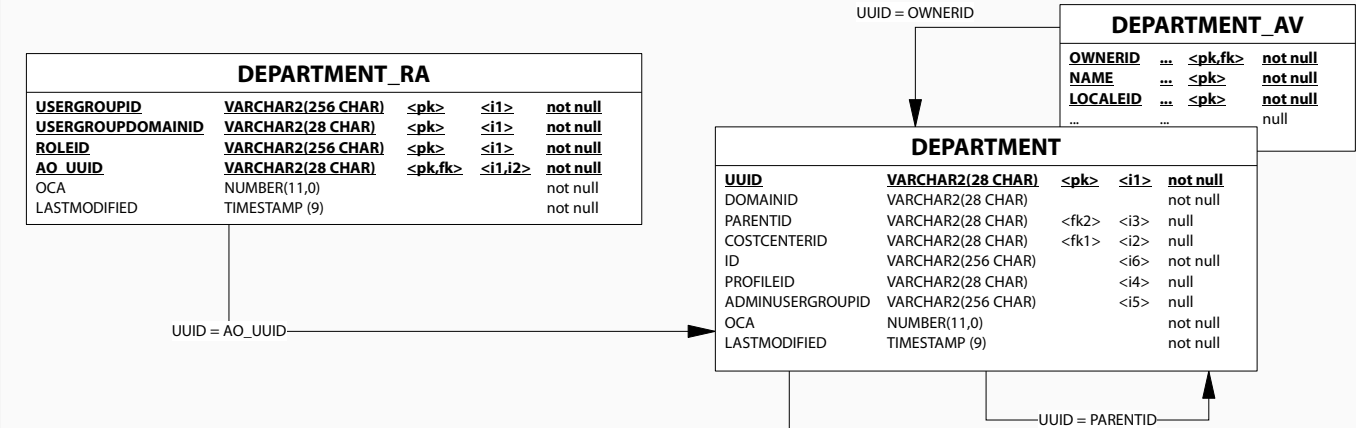 UUID = OWNERID
DEPARTMENT_AV
OWNERID ... <pk,fk> not null
NAME ... <pk> not null
LOCALEID ... <pk> not null
... ... null
DEPARTMENT_RA
USERGROUPID VARCHAR2(256 CHAR) <pk> <i1> not null
USERGROUPDOMAINID VARCHAR2(28 CHAR) <pk> <i1> not null
ROLEID VARCHAR2(256 CHAR) <pk> <i1> not null
AO_UUID VARCHAR2(28 CHAR) <pk,fk> <i1,i2> not null
OCA NUMBER(11,0) not null
LASTMODIFIED TIMESTAMP (9) not null
DEPARTMENT
UUID VARCHAR2(28 CHAR) <pk> <i1> not null
DOMAINID VARCHAR2(28 CHAR) not null
PARENTID VARCHAR2(28 CHAR) <fk2> <i3> null
COSTCENTERID VARCHAR2(28 CHAR) <fk1> <i2> null
ID VARCHAR2(256 CHAR) <i6> not null
PROFILEID VARCHAR2(28 CHAR) <i4> null
ADMINUSERGROUPID VARCHAR2(256 CHAR) <i5> null
OCA NUMBER(11,0) not null
LASTMODIFIED TIMESTAMP (9) not null
UUID = AO_UUID
UUID = PARENTID